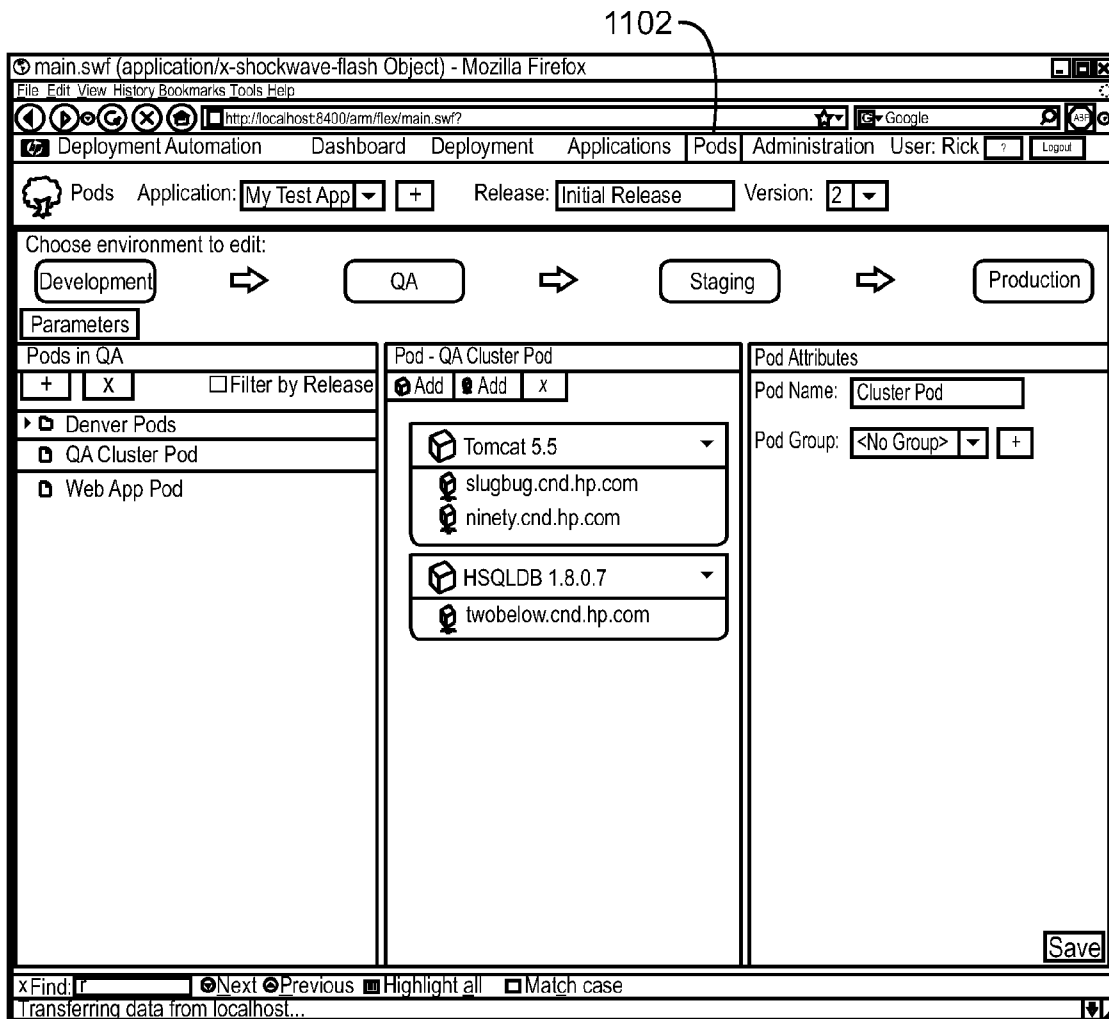 1102
main.swf (application/x-shockwave-flash Object) - Mozilla Firefox
File Edit View History Bookmarks Tools Help
http://localhost:8400/arm/flex/main.swf? G Google ABP
hp Deployment Automation Dashboard Deployment Applications Pods Administration User: Rick ? Logout
Pods Application: My Test App + Release: Initial Release Version: 2
Choose environment to edit:
Development QA Staging Production
Parameters
Pods in QA
+ X Filter by Release
Denver Pods
QA Cluster Pod
Web App Pod
Pod - QA Cluster Pod
Add Add x
Tomcat 5.5
slugbug.cnd.hp.com
ninety.cnd.hp.com
HSQLDB 1.8.0.7
twobelow.cnd.hp.com
Pod Attributes
Pod Name: Cluster Pod
Pod Group: <No Group> +
Save
x Find: r Next Previous Highlight all Match case
Transferring data from localhost...